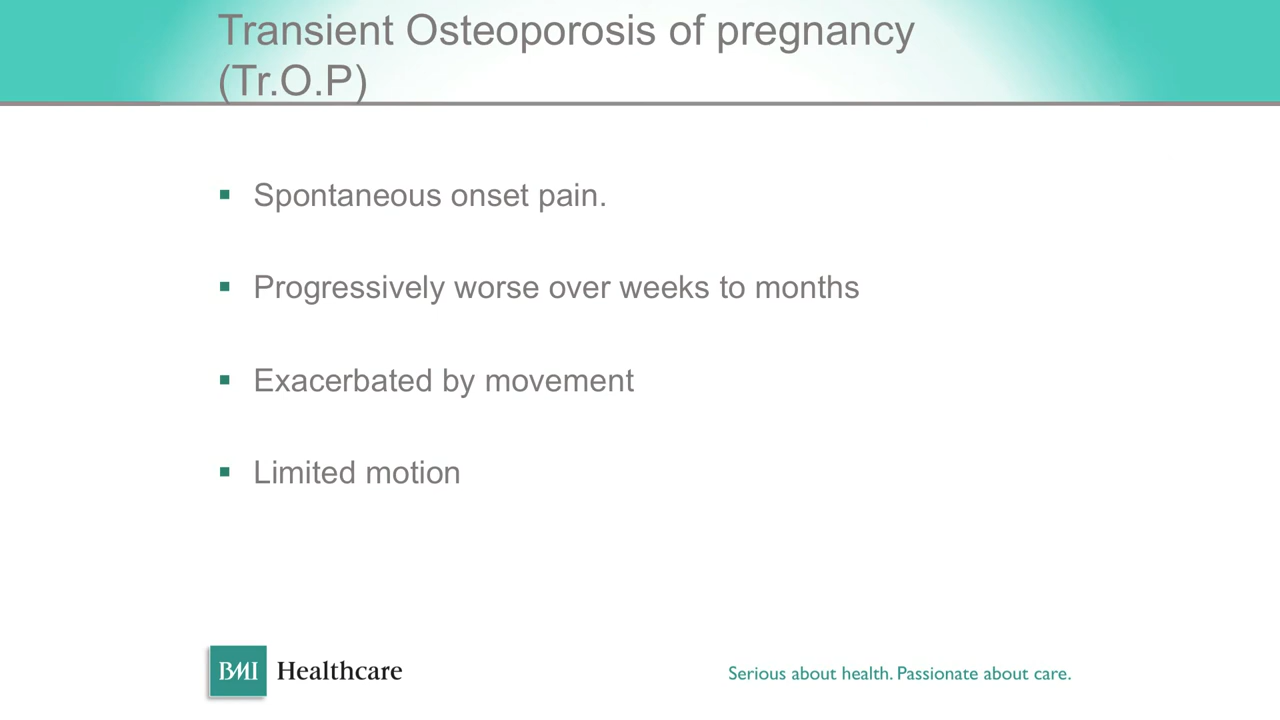 Transient Osteoporosis of pregnancy
(Tr.O.P)
▪ Spontaneous onset pain.
▪ Progressively worse over weeks to months
▪ Exacerbated by movement
▪ Limited motion
BMI Healthcare
Serious about health. Passionate about care.